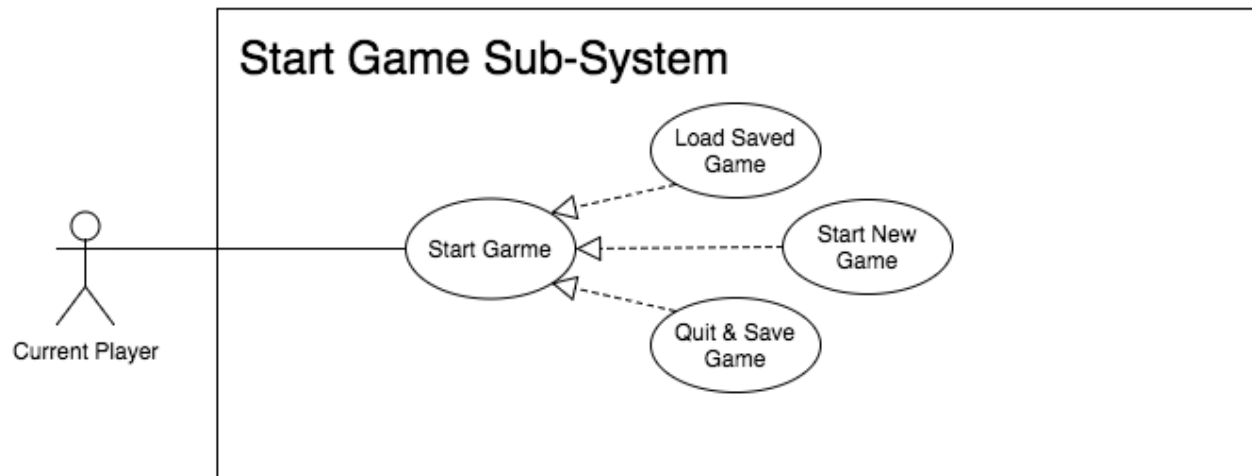 Start Game Sub-System
Load Saved
Game
Start Garme
Start New
Game
Quit & Save
Game
Current Player